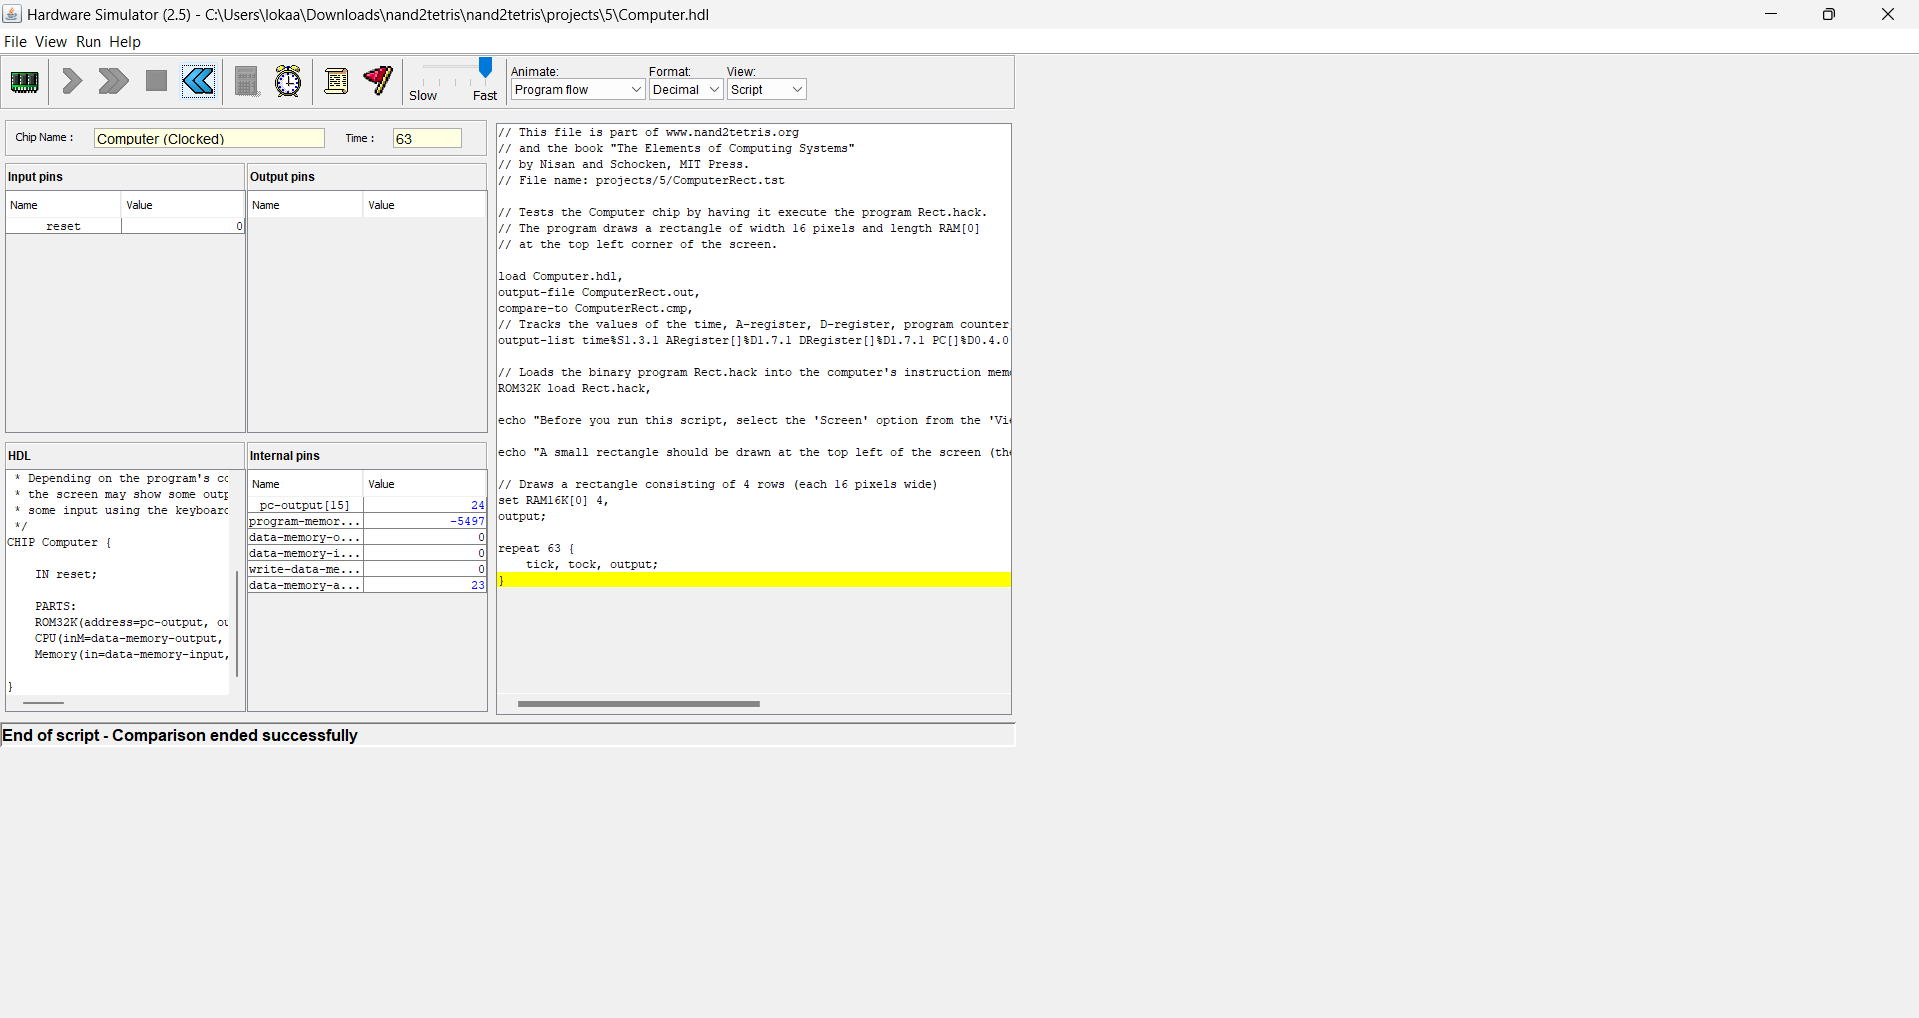 Hardware Simulator (2.5) - C:\Users\lokaa\Downloads\nand2tetris\nand2tetris\projects\5\Computer.hdl
File View Run Help
Slow Fast
Animate: Format: View:
Program flow Decimal Script
Chip Name : Computer (Clocked) Time : 63
Input pins
Name Value
reset 0
Output pins
Name Value
HDL
* Depending on the program's co
* the screen may show some outp
* some input using the keyboard
*/
CHIP Computer {
IN reset;
PARTS:
ROM32K(address=pc-output, ou
CPU(inM=data-memory-output,
Memory(in=data-memory-input,
}
Internal pins
Name Value
pc-output[15] 24
program-memor... -5497
data-memory-o... 0
data-memory-i... 0
write-data-me... 0
data-memory-a... 23
// This file is part of www.nand2tetris.org
// and the book "The Elements of Computing Systems"
// by Nisan and Schocken, MIT Press.
// File name: projects/5/ComputerRect.tst
// Tests the Computer chip by having it execute the program Rect.hack.
// The program draws a rectangle of width 16 pixels and length RAM[0]
// at the top left corner of the screen.
load Computer.hdl,
output-file ComputerRect.out,
compare-to ComputerRect.cmp,
// Tracks the values of the time, A-register, D-register, program counter,
output-list time%S1.3.1 ARegister[]%D1.7.1 DRegister[]%D1.7.1 PC[]%D0.4.0
// Loads the binary program Rect.hack into the computer's instruction mem
ROM32K load Rect.hack,
echo "Before you run this script, select the 'Screen' option from the 'Vi
echo "A small rectangle should be drawn at the top left of the screen (th
// Draws a rectangle consisting of 4 rows (each 16 pixels wide)
set RAM16K[0] 4,
output;
repeat 63 {
tick, tock, output;
}
End of script - Comparison ended successfully